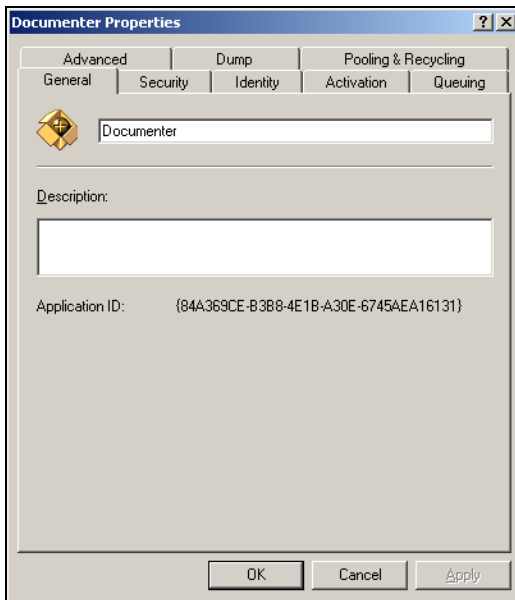 Documenter Properties
Advanced Dump Pooling & Recycling
General Security Identity Activation Queuing
Documenter
Description:
Application ID: {84A369CE-B3B8-4E1B-A30E-6745AEA16131}
OK Cancel Apply